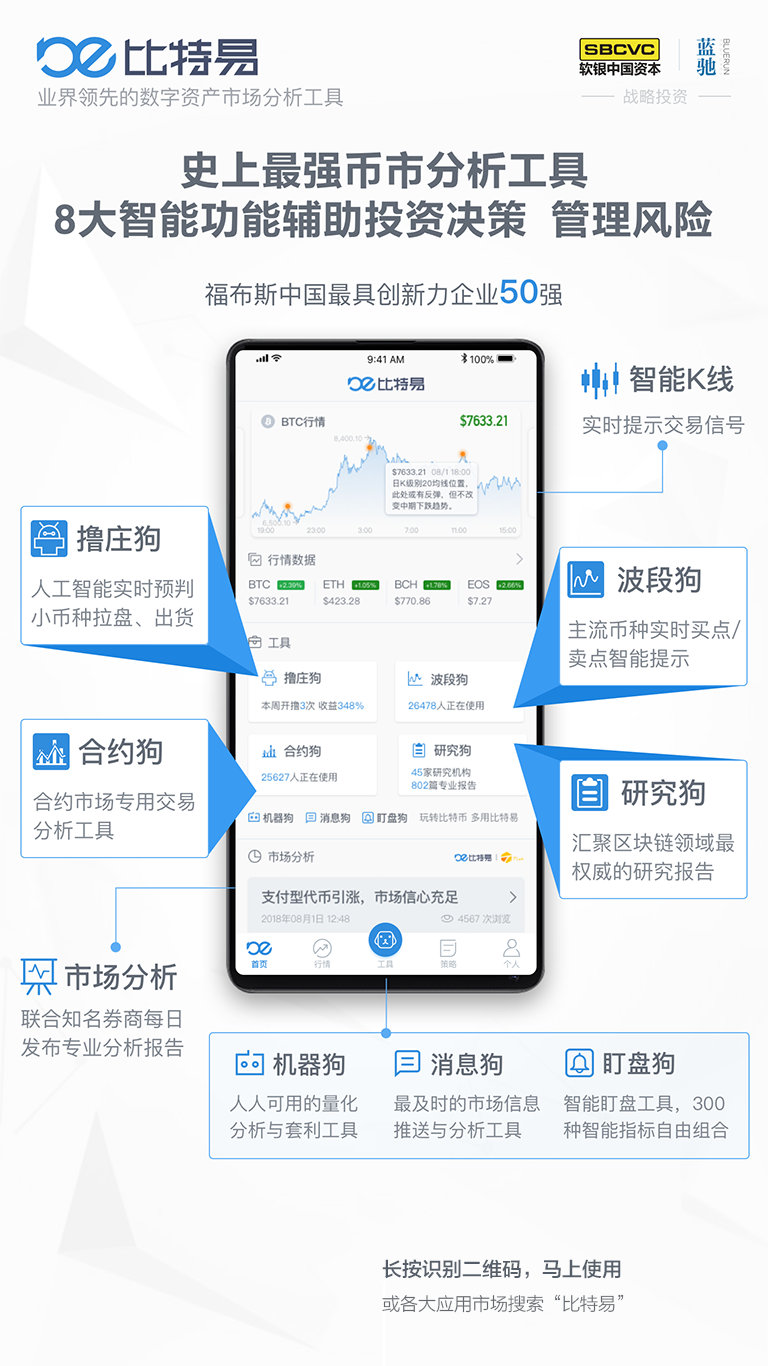 比特易
业界领先的数字资产市场分析工具
SBCVC
软银中国资本
蓝驰
BLUERUN
战略投资
史上最强币市分析工具
8大智能功能辅助投资决策 管理风险
福布斯中国最具创新力企业50强
9:41 AM
100%
比特易
BTC行情
$7633.21
8,400.10
$7633.21 08/1 18:00
日K级别20均线位置，
此处或有反弹，但不改
变中期下跌趋势。
6,500.10
19:00 23:00 3:00 7:00 11:00 15:00
行情数据
BTC +2.39% ETH +1.05% BCH +1.78% EOS +2.66%
$7633.21 $423.28 $770.86 $7.27
工具
撸庄狗
本周开撸3次 收益348%
波段狗
26478人正在使用
合约狗
25627人正在使用
研究狗
45家研究机构
802篇专业报告
机器狗 消息狗 盯盘狗 玩转比特币 多用比特易
市场分析
比特易
支付型代币引涨，市场信心充足
2018年08月1日 12:48 4567 次浏览
首页 行情 工具 策略 个人
智能K线
实时提示交易信号
撸庄狗
人工智能实时预判
小币种拉盘、出货
波段狗
主流币种实时买点/
卖点智能提示
合约狗
合约市场专用交易
分析工具
研究狗
汇聚区块链领域最
权威的研究报告
市场分析
联合知名券商每日
发布专业分析报告
机器狗
人人可用的量化
分析与套利工具
消息狗
最及时的市场信息
推送与分析工具
盯盘狗
智能盯盘工具，300
种智能指标自由组合
长按识别二维码，马上使用
或各大应用市场搜索“比特易”